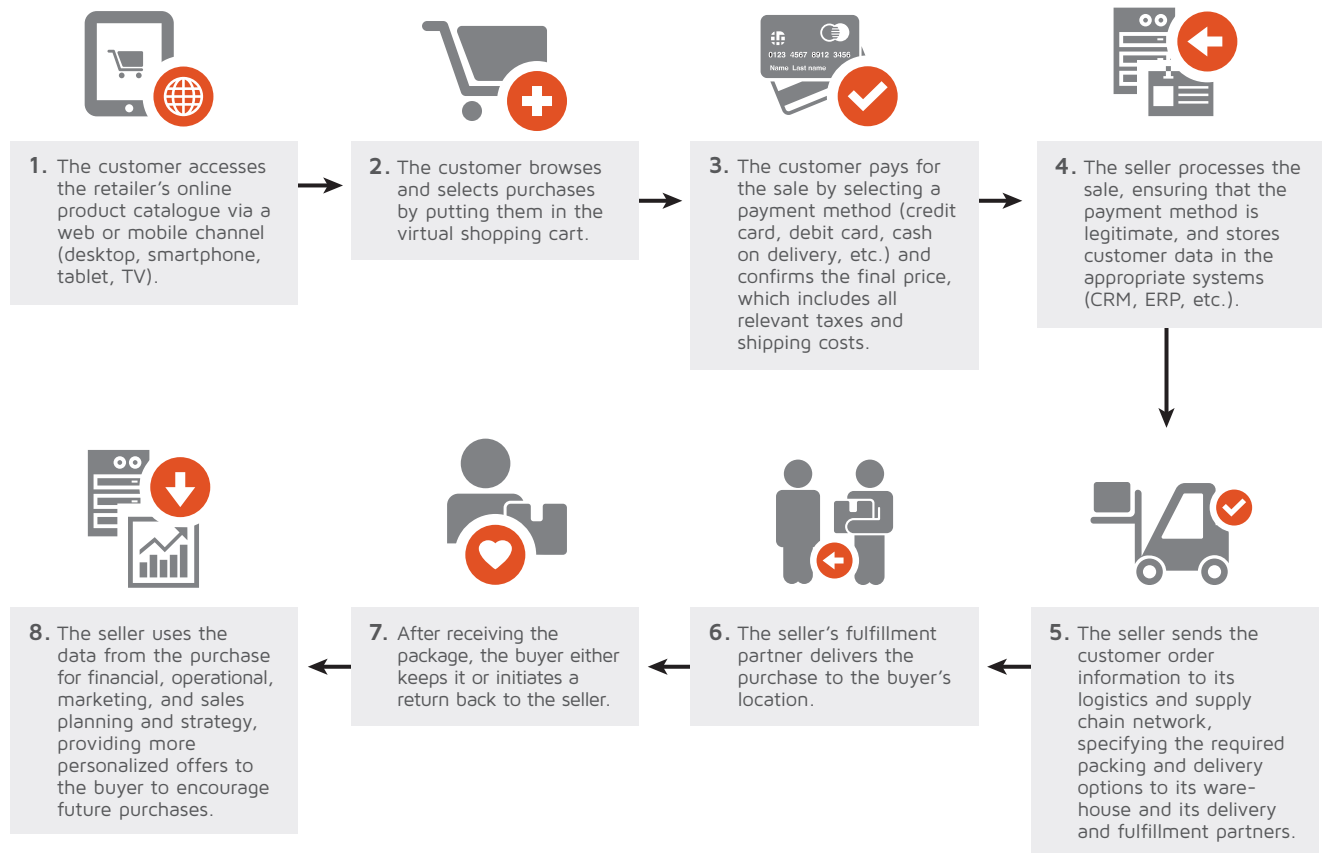 0123 4567 8912 3456
Name Last name
1. The customer accesses
the retailer's online
product catalogue via a
web or mobile channel
(desktop, smartphone,
tablet, TV).
2. The customer browses
and selects purchases
by putting them in the
virtual shopping cart.
3. The customer pays for
the sale by selecting a
payment method (credit
card, debit card, cash
on delivery, etc.) and
confirms the final price,
which includes all
relevant taxes and
shipping costs.
4. The seller processes the
sale, ensuring that the
payment method is
legitimate, and stores
customer data in the
appropriate systems
(CRM, ERP, etc.).
5. The seller sends the
customer order
information to its
logistics and supply
chain network,
specifying the required
packing and delivery
options to its ware-
house and its delivery
and fulfillment partners.
6. The seller's fulfillment
partner delivers the
purchase to the buyer's
location.
7. After receiving the
package, the buyer either
keeps it or initiates a
return back to the seller.
8. The seller uses the
data from the purchase
for financial, operational,
marketing, and sales
planning and strategy,
providing more
personalized offers to
the buyer to encourage
future purchases.